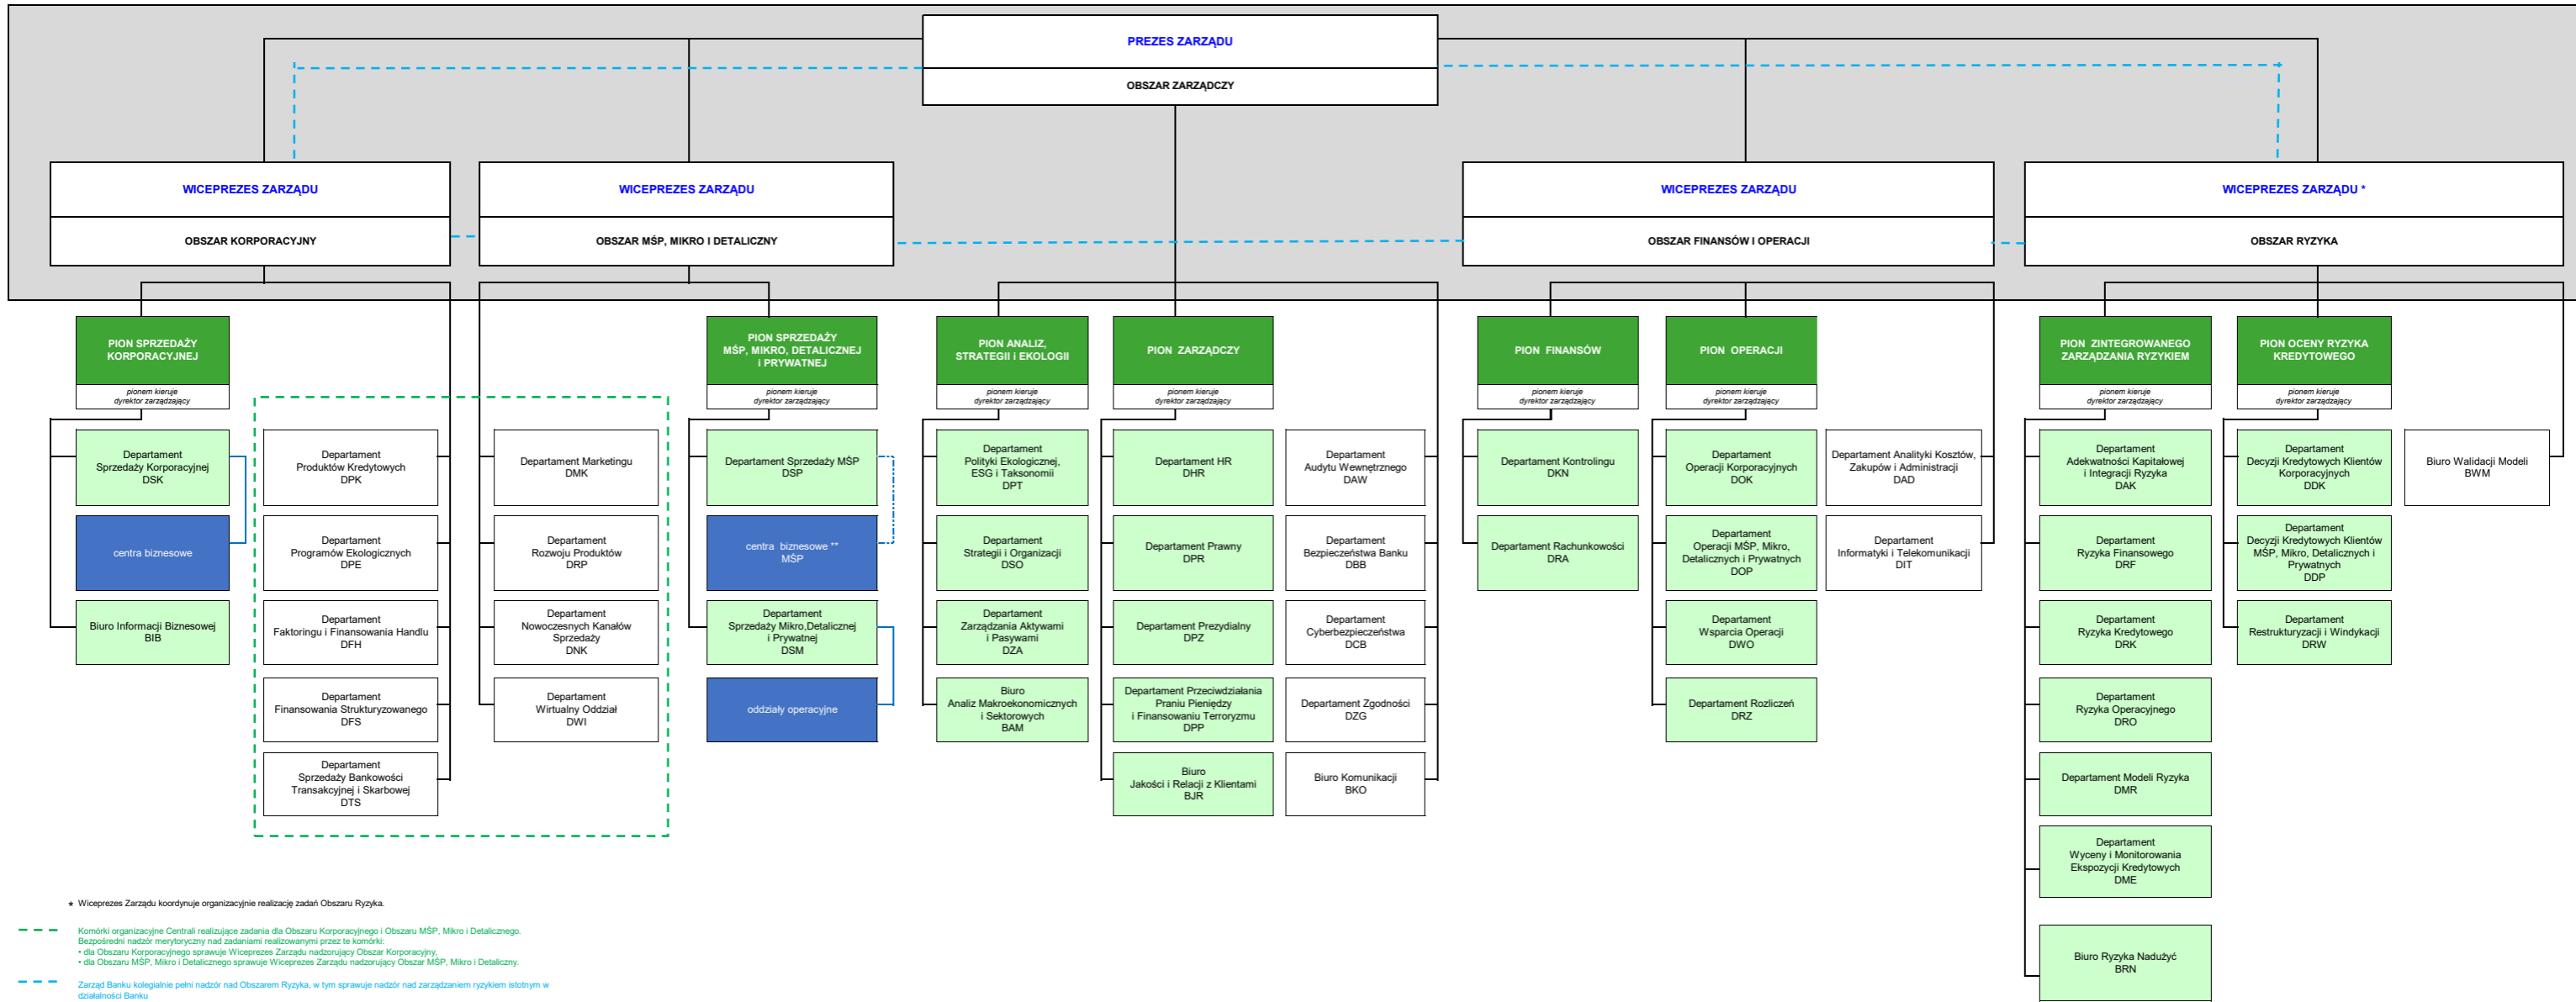 PREZES ZARZĄDU
OBSZAR ZARZĄDCZY
WICEPREZES ZARZĄDU
OBSZAR KORPORACYJNY
WICEPREZES ZARZĄDU
OBSZAR MŚP, MIKRO I DETALICZNY
WICEPREZES ZARZĄDU
OBSZAR FINANSÓW I OPERACJI
WICEPREZES ZARZĄDU *
OBSZAR RYZYKA
PION SPRZEDAŻY
KORPORACYJNEJ
pionem kieruje
dyrektor zarządzający
Departament
Sprzedaży Korporacyjnej
DSK
centra biznesowe
Biuro Informacji Biznesowej
BIB
Departament
Produktów Kredytowych
DPK
Departament
Programów Ekologicznych
DPE
Departament
Faktoringu i Finansowania Handlu
DFH
Departament
Finansowania Strukturyzowanego
DFS
Departament
Sprzedaży Bankowości
Transakcyjnej i Skarbowej
DTS
Departament Marketingu
DMK
Departament
Rozwoju Produktów
DRP
Departament
Nowoczesnych Kanałów
Sprzedaży
DNK
Departament
Wirtualny Oddział
DWI
PION SPRZEDAŻY
MŚP, MIKRO, DETALICZNEJ
i PRYWATNEJ
pionem kieruje
dyrektor zarządzający
Departament Sprzedaży MŚP
DSP
centra biznesowe **
MŚP
Departament
Sprzedaży Mikro,Detalicznej
i Prywatnej
DSM
oddziały operacyjne
PION ANALIZ,
STRATEGII i EKOLOGII
pionem kieruje
dyrektor zarządzający
Departament
Polityki Ekologicznej,
ESG i Taksonomii
DPT
Departament
Strategii i Organizacji
DSO
Departament
Zarządzania Aktywami
i Pasywami
DZA
Biuro
Analiz Makroekonomicznych
i Sektorowych
BAM
PION ZARZĄDCZY
pionem kieruje
dyrektor zarządzający
Departament HR
DHR
Departament Prawny
DPR
Departament Prezydialny
DPZ
Departament Przeciwdziałania
Praniu Pieniędzy
i Finansowaniu Terroryzmu
DPP
Biuro
Jakości i Relacji z Klientami
BJR
Departament
Audytu Wewnętrznego
DAW
Departament
Bezpieczeństwa Banku
DBB
Departament
Cyberbezpieczeństwa
DCB
Departament Zgodności
DZG
Biuro Komunikacji
BKO
PION FINANSÓW
pionem kieruje
dyrektor zarządzający
Departament Kontrolingu
DKN
Departament Rachunkowości
DRA
PION OPERACJI
pionem kieruje
dyrektor zarządzający
Departament
Operacji Korporacyjnych
DOK
Departament
Operacji MŚP, Mikro,
Detalicznych i Prywatnych
DOP
Departament
Wsparcia Operacji
DWO
Departament Rozliczeń
DRZ
Departament Analityki Kosztów,
Zakupów i Administracji
DAD
Departament
Informatyki i Telekomunikacji
DIT
PION ZINTEGROWANEGO
ZARZĄDZANIA RYZYKIEM
pionem kieruje
dyrektor zarządzający
Departament
Adekwatności Kapitałowej
i Integracji Ryzyka
DAK
Departament
Ryzyka Finansowego
DRF
Departament
Ryzyka Kredytowego
DRK
Departament
Ryzyka Operacyjnego
DRO
Departament Modeli Ryzyka
DMR
Departament
Wyceny i Monitorowania
Ekspozycji Kredytowych
DME
Biuro Ryzyka Nadużyć
BRN
PION OCENY RYZYKA
KREDYTOWEGO
pionem kieruje
dyrektor zarządzający
Departament
Decyzji Kredytowych Klientów
Korporacyjnych
DDK
Departament
Decyzji Kredytowych Klientów
MŚP, Mikro, Detalicznych i
Prywatnych
DDP
Departament
Restrukturyzacji i Windykacji
DRW
Biuro Walidacji Modeli
BWM
* Wiceprezes Zarządu koordynuje organizacyjnie realizację zadań Obszaru Ryzyka.
Komórki organizacyjne Centrali realizujące zadania dla Obszaru Korporacyjnego i Obszaru MŚP, Mikro i Detalicznego.
Bezpośredni nadzór merytoryczny nad zadaniami realizowanymi przez te komórki:
• dla Obszaru Korporacyjnego sprawuje Wiceprezes Zarządu nadzorujący Obszar Korporacyjny,
• dla Obszaru MŚP, Mikro i Detalicznego sprawuje Wiceprezes Zarządu nadzorujący Obszar MŚP, Mikro i Detaliczny.
Zarząd Banku kolegialnie pełni nadzór nad Obszarem Ryzyka, w tym sprawuje nadzór nad zarządzaniem ryzykiem istotnym w
działalności Banku